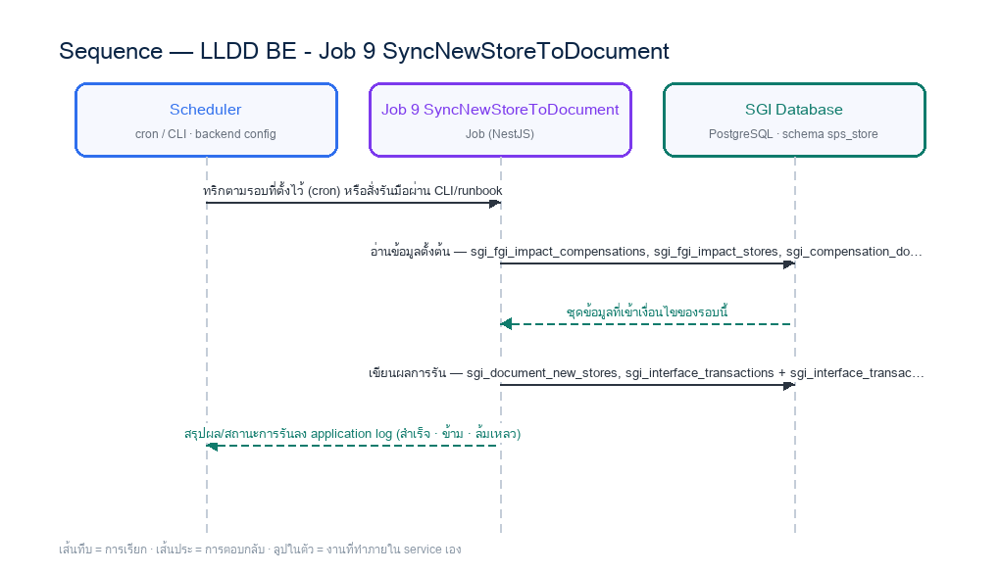 Sequence — LLDD BE - Job 9 SyncNewStoreToDocument
Scheduler
cron / CLI · backend config
Job 9 SyncNewStoreToDocument
Job (NestJS)
SGI Database
PostgreSQL · schema sps_store
ทริกตามรอบที่ตั้งไว้ (cron) หรือสั่งรันมือผ่าน CLI/runbook
อ่านข้อมูลตั้งต้น — sgi_fgi_impact_compensations, sgi_fgi_impact_stores, sgi_compensation_do…
ชุดข้อมูลที่เข้าเงื่อนไขของรอบนี้
เขียนผลการรัน — sgi_document_new_stores, sgi_interface_transactions + sgi_interface_transac…
สรุปผล/สถานะการรันลง application log (สำเร็จ · ข้าม · ล้มเหลว)
เส้นทึบ = การเรียก · เส้นประ = การตอบกลับ · ลูปในตัว = งานที่ทำภายใน service เอง